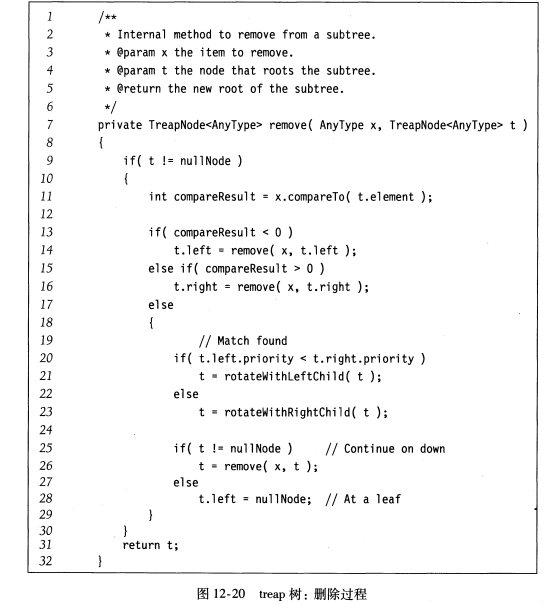 1 /**
2 * Internal method to remove from a subtree.
3 * @param x the item to remove.
4 * @param t the node that roots the subtree.
5 * @return the new root of the subtree.
6 */
7 private TreapNode<AnyType> remove( AnyType x, TreapNode<AnyType> t )
8 {
9 if( t != nullNode )
10 {
11 int compareResult = x.compareTo( t.element );
12
13 if( compareResult < 0 )
14 t.left = remove( x, t.left );
15 else if( compareResult > 0 )
16 t.right = remove( x, t.right );
17 else
18 {
19 // Match found
20 if( t.left.priority < t.right.priority )
21 t = rotateWithLeftChild( t );
22 else
23 t = rotateWithRightChild( t );
24
25 if( t != nullNode ) // Continue on down
26 t = remove( x, t );
27 else
28 t.left = nullNode; // At a leaf
29 }
30 }
31 return t;
32 }
图 12-20 treap 树：删除过程